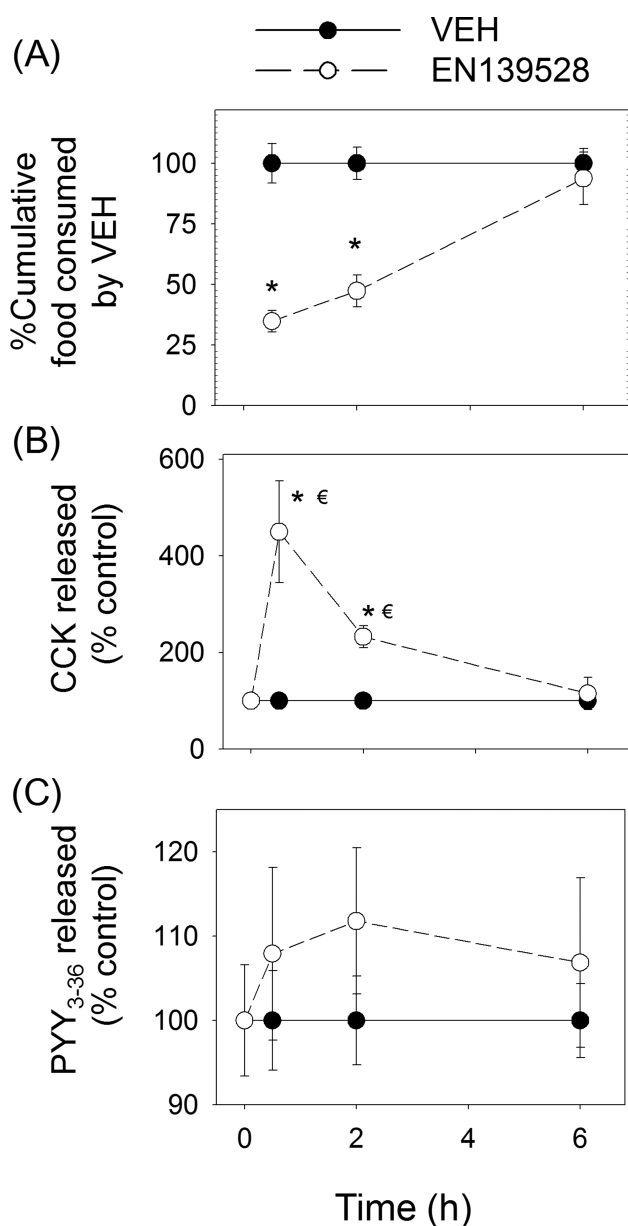 VEH
EN139528
(A)
%Cumulative
food consumed
by VEH
100
75
50
25
0
*
*
(B)
CCK released
(% control)
600
400
200
0
* €
* €
(C)
PYY3-36 released
(% control)
120
110
100
90
0 2 4 6
Time (h)